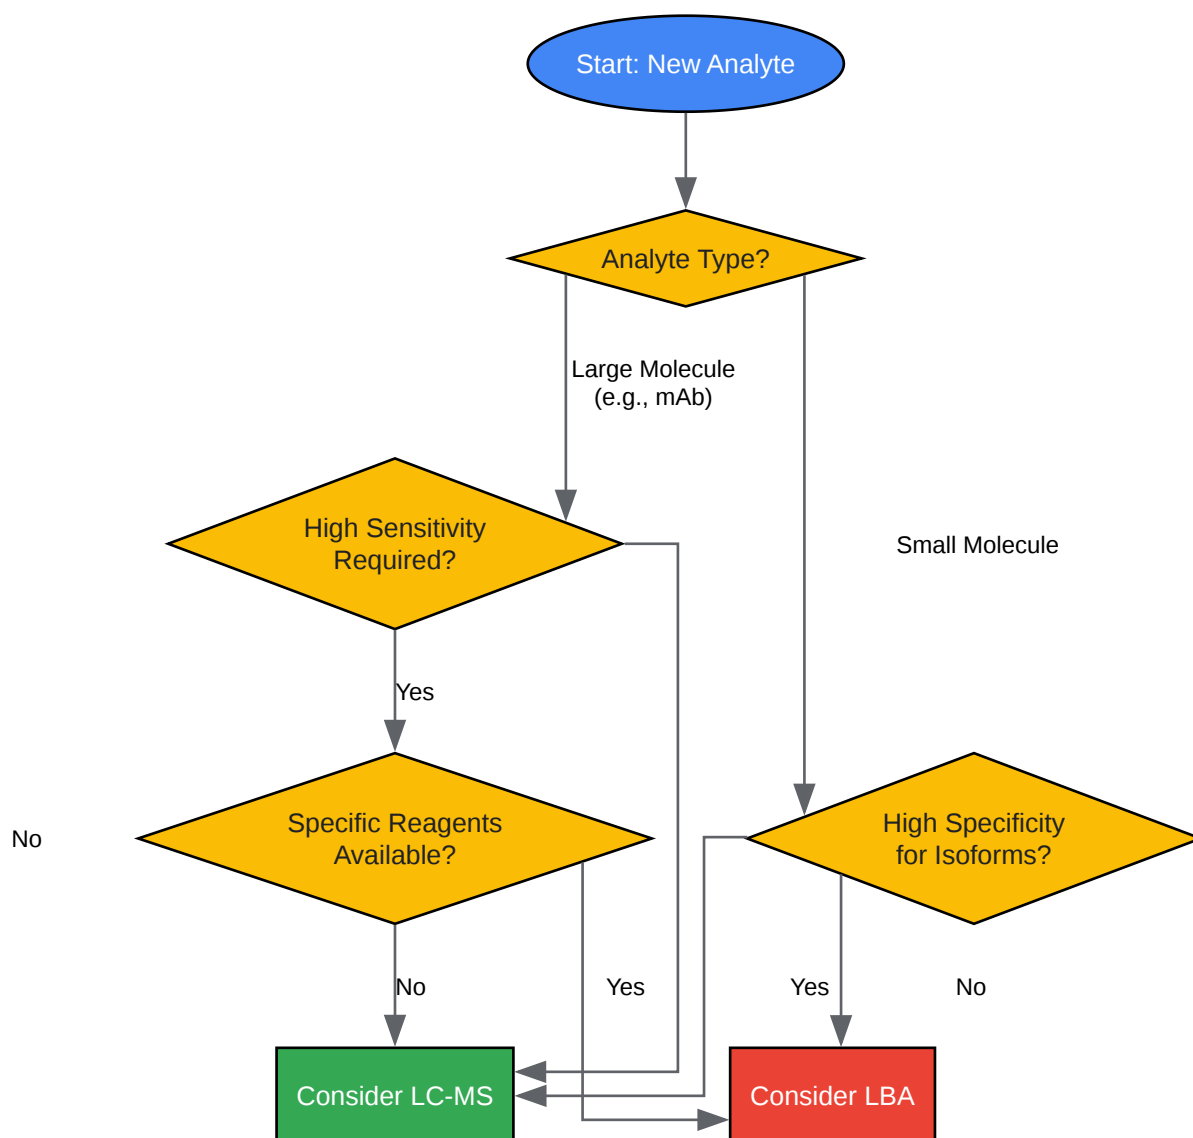 Start: New Analyte
Analyte Type?
Large Molecule
(e.g., mAb)
High Sensitivity
Required?
Small Molecule
Yes
No
Specific Reagents
Available?
High Specificity
for Isoforms?
No
Yes
Yes
No
Consider LC-MS
Consider LBA